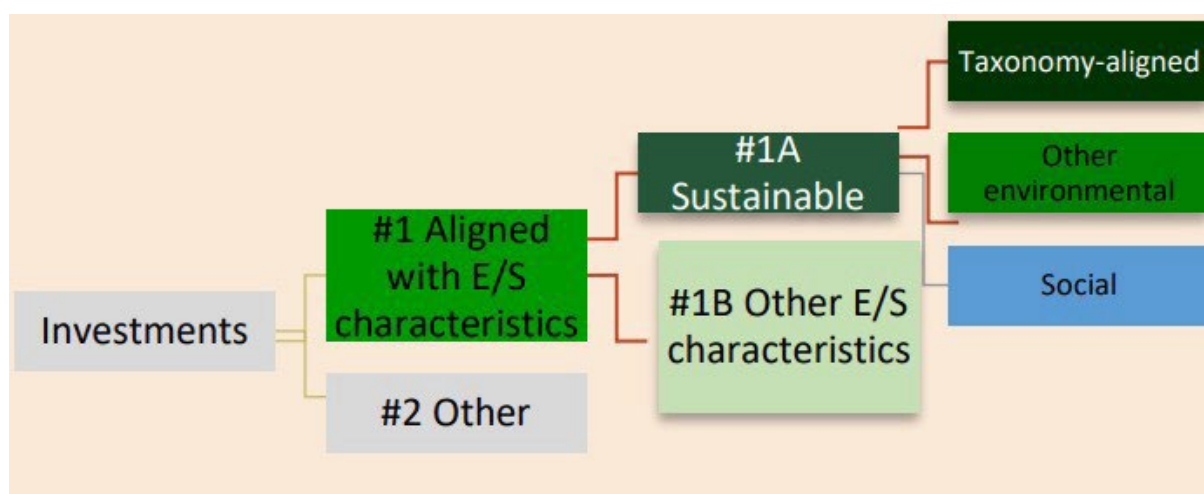 Investments
#1 Aligned
with E/S
characteristics
#2 Other
#1A
Sustainable
#1B Other E/S
characteristics
Taxonomy-aligned
Other
environmental
Social